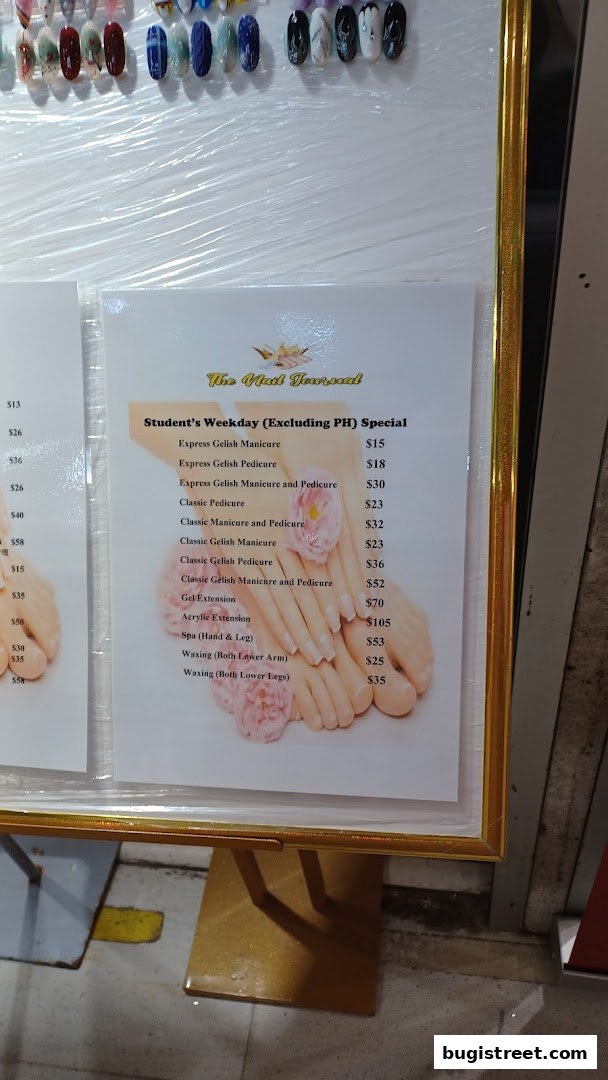 $13
$26
$36
$26
$40
$58
$15
$35
$50
$30
$35
$58
The Nail Journal
Student's Weekday (Excluding PH) Special
Express Gelish Manicure $15
Express Gelish Pedicure $18
Express Gelish Manicure and Pedicure $30
Classic Pedicure $23
Classic Manicure and Pedicure $32
Classic Gelish Manicure $23
Classic Gelish Pedicure $36
Classic Gelish Manicure and Pedicure $52
Gel Extension $70
Acrylic Extension $105
Spa (Hand & Leg) $53
Waxing (Both Lower Arm) $25
Waxing (Both Lower Legs) $35
bugistreet.com